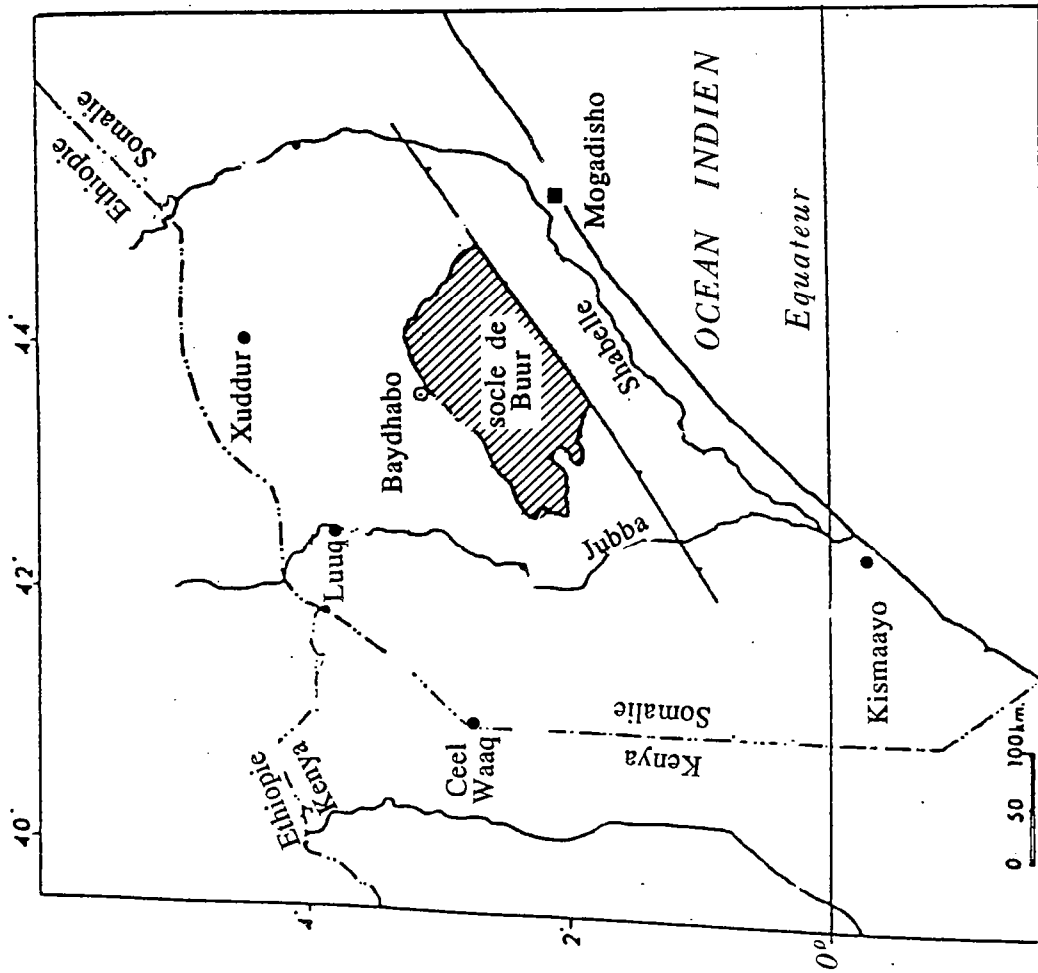 40°
42°
44°
4°
2°
0°
Ethiopie
Somalie
Xuddur
Luuq
Ethiopie
Kenya
Baydhabo
socle de
Buur
Ceel
Waaq
Jubba
Shabelle
Mogadisho
OCEAN INDIEN
Somalie
Kenya
Equateur
Kismaayo
0 50 100km.